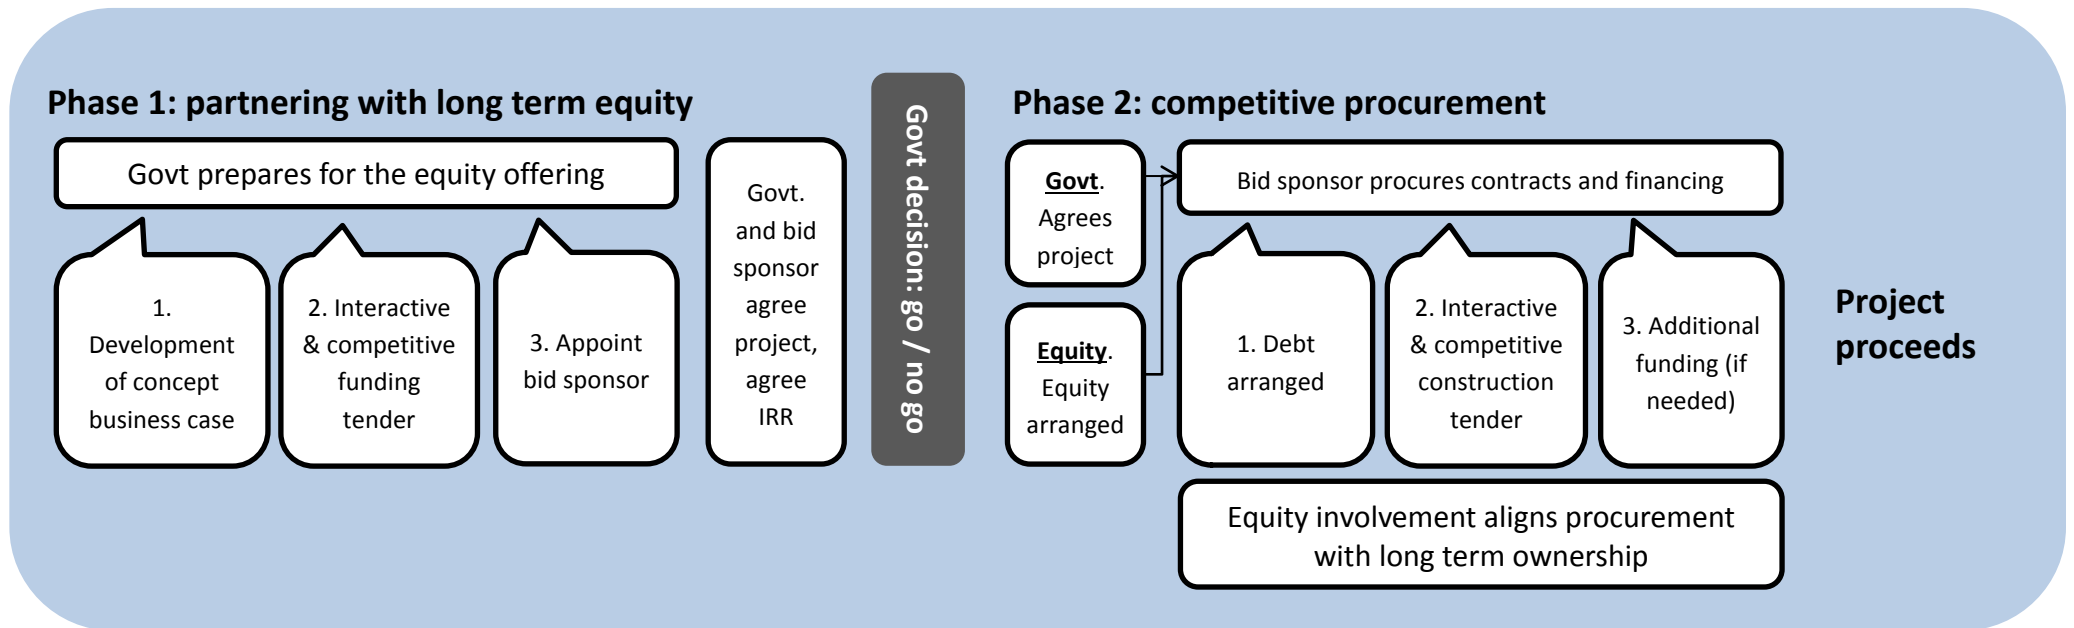 Phase 1: partnering with long term equity
Govt prepares for the equity offering
1.
Development
of concept
business case
2. Interactive
& competitive
funding
tender
3. Appoint
bid sponsor
Govt.
and bid
sponsor
agree
project,
agree
IRR
Govt decision: go / no go
Phase 2: competitive procurement
Govt.
Agrees
project
Equity.
Equity
arranged
Bid sponsor procures contracts and financing
1. Debt
arranged
2. Interactive
& competitive
construction
tender
3. Additional
funding (if
needed)
Equity involvement aligns procurement
with long term ownership
Project
proceeds